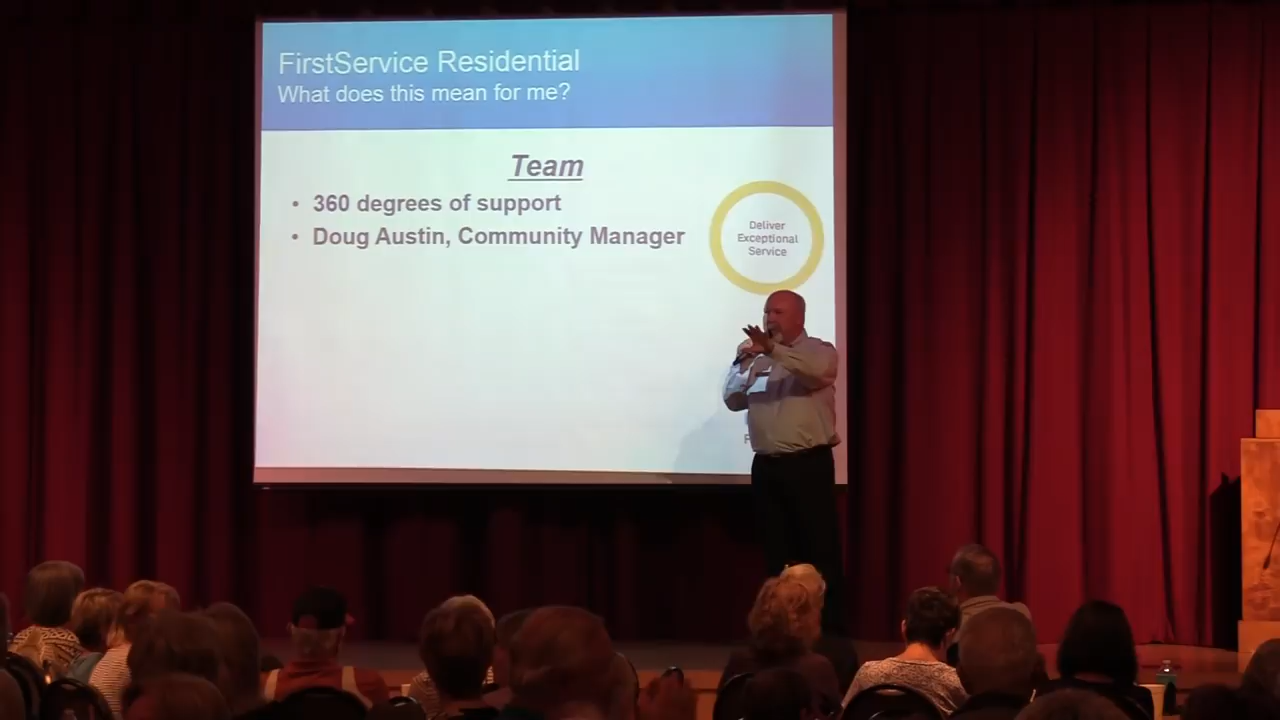 FirstService Residential
What does this mean for me?
Team
• 360 degrees of support
• Doug Austin, Community Manager
Deliver
Exceptional
Service